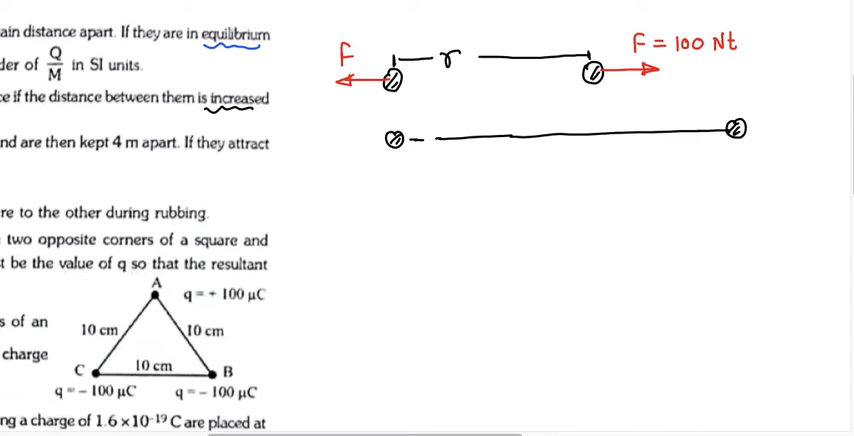 ain distance apart. If they are in equilibrium
der of Q/M in SI units.
ce if the distance between them is increased
nd are then kept 4 m apart. If they attract
re to the other during rubbing.
two opposite corners of a square and
t be the value of q so that the resultant
A
q = + 100 μC
s of an
10 cm
10 cm
charge
C
10 cm
B
q = – 100 μC
q = – 100 μC
ng a charge of 1.6 × 10⁻¹⁹ C are placed at
F
r
F = 100 Nt